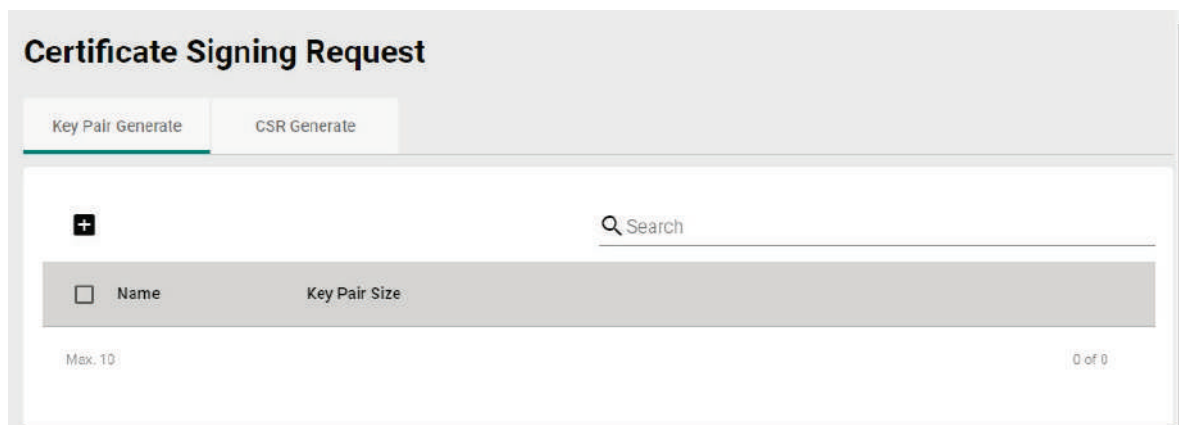 Certificate Signing Request
Key Pair Generate CSR Generate
Search
Name Key Pair Size
Max. 10 0 of 0